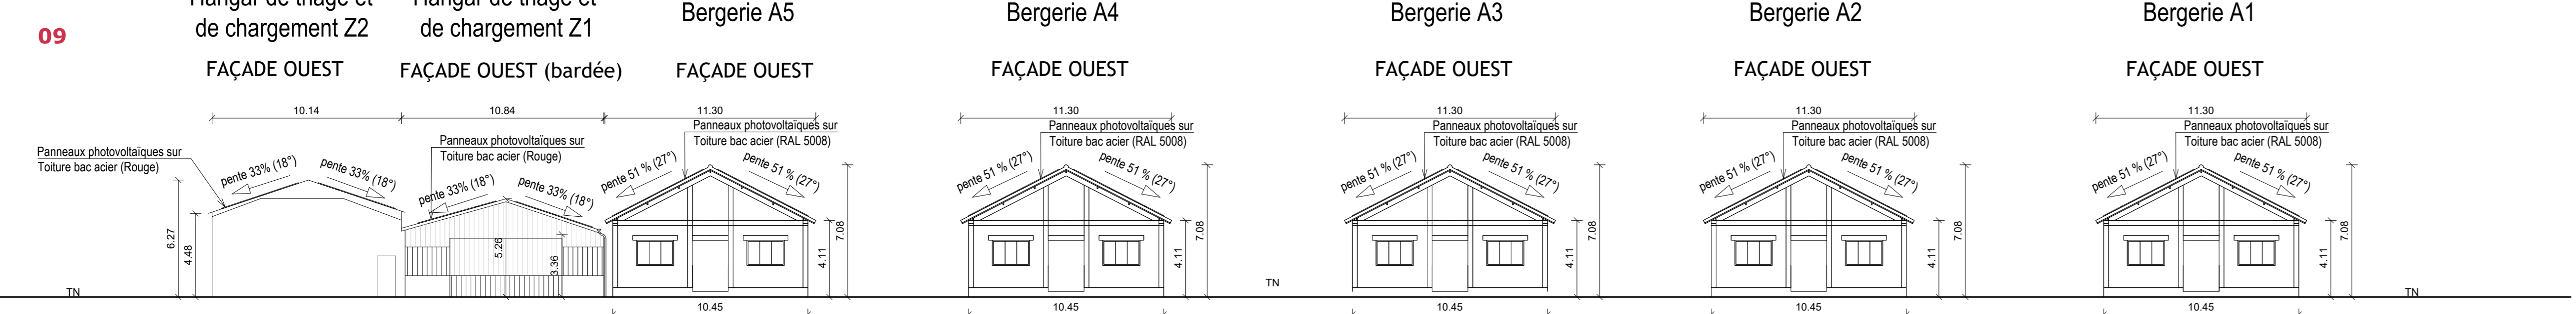 09
Hangar de triage et
de chargement Z2
Hangar de triage et
de chargement Z1
Bergerie A5
Bergerie A4
Bergerie A3
Bergerie A2
Bergerie A1
FAÇADE OUEST
FAÇADE OUEST (bardée)
FAÇADE OUEST
FAÇADE OUEST
FAÇADE OUEST
FAÇADE OUEST
FAÇADE OUEST
10.14
10.84
11.30
11.30
11.30
11.30
11.30
Panneaux photovoltaïques sur
Toiture bac acier (Rouge)
pente 33% (18°)
pente 33% (18°)
6.27
4.48
Panneaux photovoltaïques sur
Toiture bac acier (Rouge)
pente 33% (18°)
pente 33% (18°)
5.26
3.36
Panneaux photovoltaïques sur
Toiture bac acier (RAL 5008)
pente 51 % (27°)
pente 51 % (27°)
4.11
7.08
10.45
Panneaux photovoltaïques sur
Toiture bac acier (RAL 5008)
pente 51 % (27°)
pente 51 % (27°)
4.11
7.08
10.45
Panneaux photovoltaïques sur
Toiture bac acier (RAL 5008)
pente 51 % (27°)
pente 51 % (27°)
4.11
7.08
10.45
Panneaux photovoltaïques sur
Toiture bac acier (RAL 5008)
pente 51 % (27°)
pente 51 % (27°)
4.11
7.08
10.45
Panneaux photovoltaïques sur
Toiture bac acier (RAL 5008)
pente 51 % (27°)
pente 51 % (27°)
4.11
7.08
10.45
TN
TN
TN